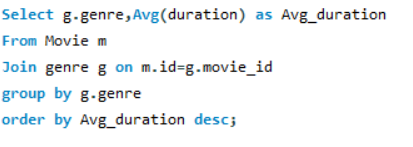 Select g.genre,Avg(duration) as Avg_duration
From Movie m
Join genre g on m.id=g.movie_id
group by g.genre
order by Avg_duration desc;